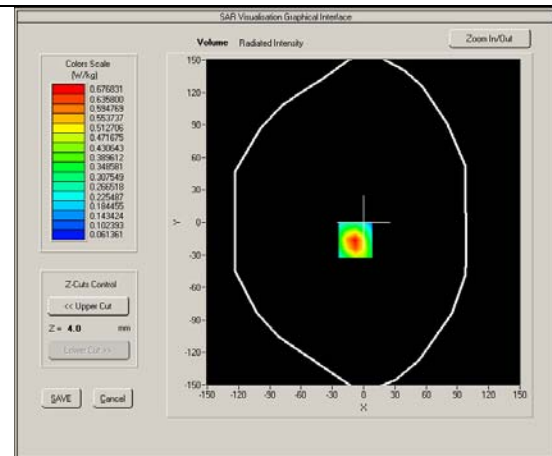 SAR Visualisation Graphical Interface
Volume Radiated Intensity
Zoom In/Out
Colors Scale
(W/kg)
0.676831
0.635800
0.594769
0.553737
0.512706
0.471675
0.430643
0.389612
0.348581
0.307549
0.266518
0.225487
0.184455
0.143424
0.102393
0.061361
Z-Cuts Control
<< Upper Cut
Z = 4.0 mm
Lower Cut >>
SAVE Cancel
150
120
90
60
30
0
-30
-60
-90
-120
-150
Y
-150 -120 -90 -60 -30 0 30 60 90 120 150
X